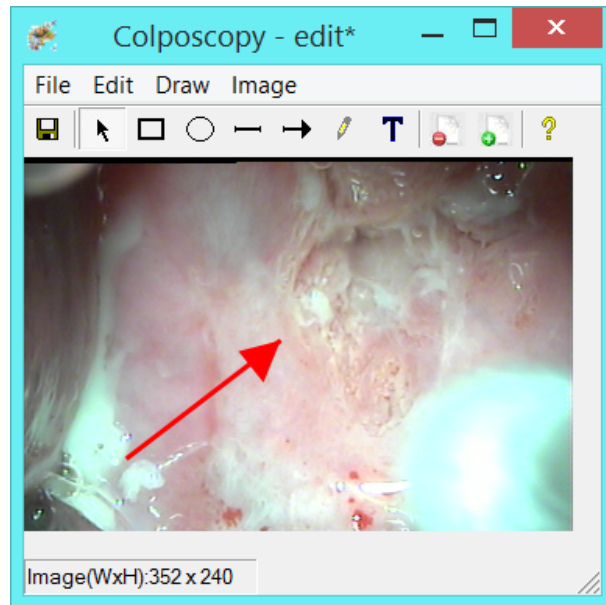 Colposcopy - edit*
File Edit Draw Image
T ?
Image(WxH):352 x 240